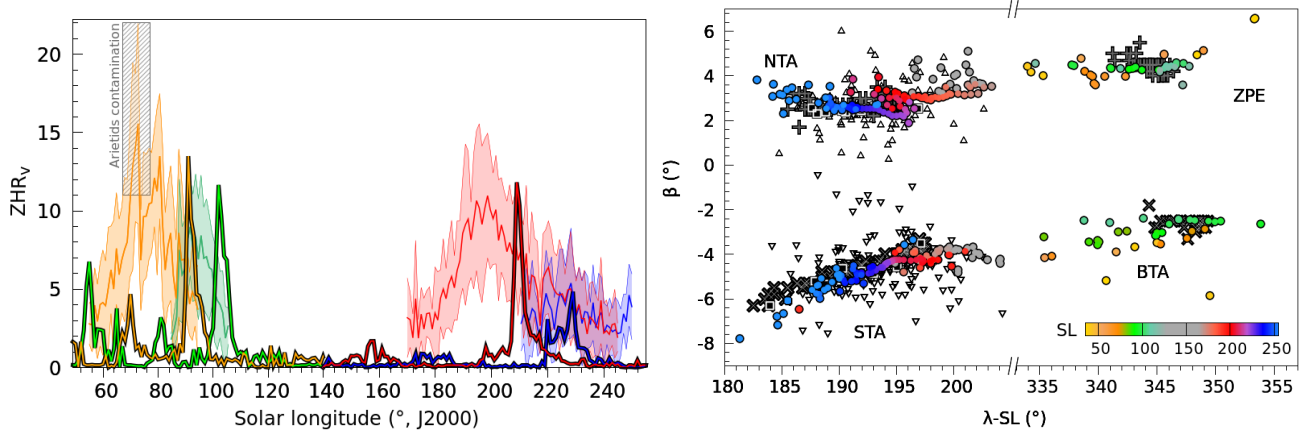 Arietids contamination
ZHRv
20
15
10
5
0
60 80 100 120 140 160 180 200 220 240
Solar longitude (°, J2000)
β (°)
6
4
2
0
-2
-4
-6
-8
NTA
ZPE
BTA
STA
SL
50 100 150 200 250
180 185 190 195 200 335 340 345 350 355
λ-SL (°)